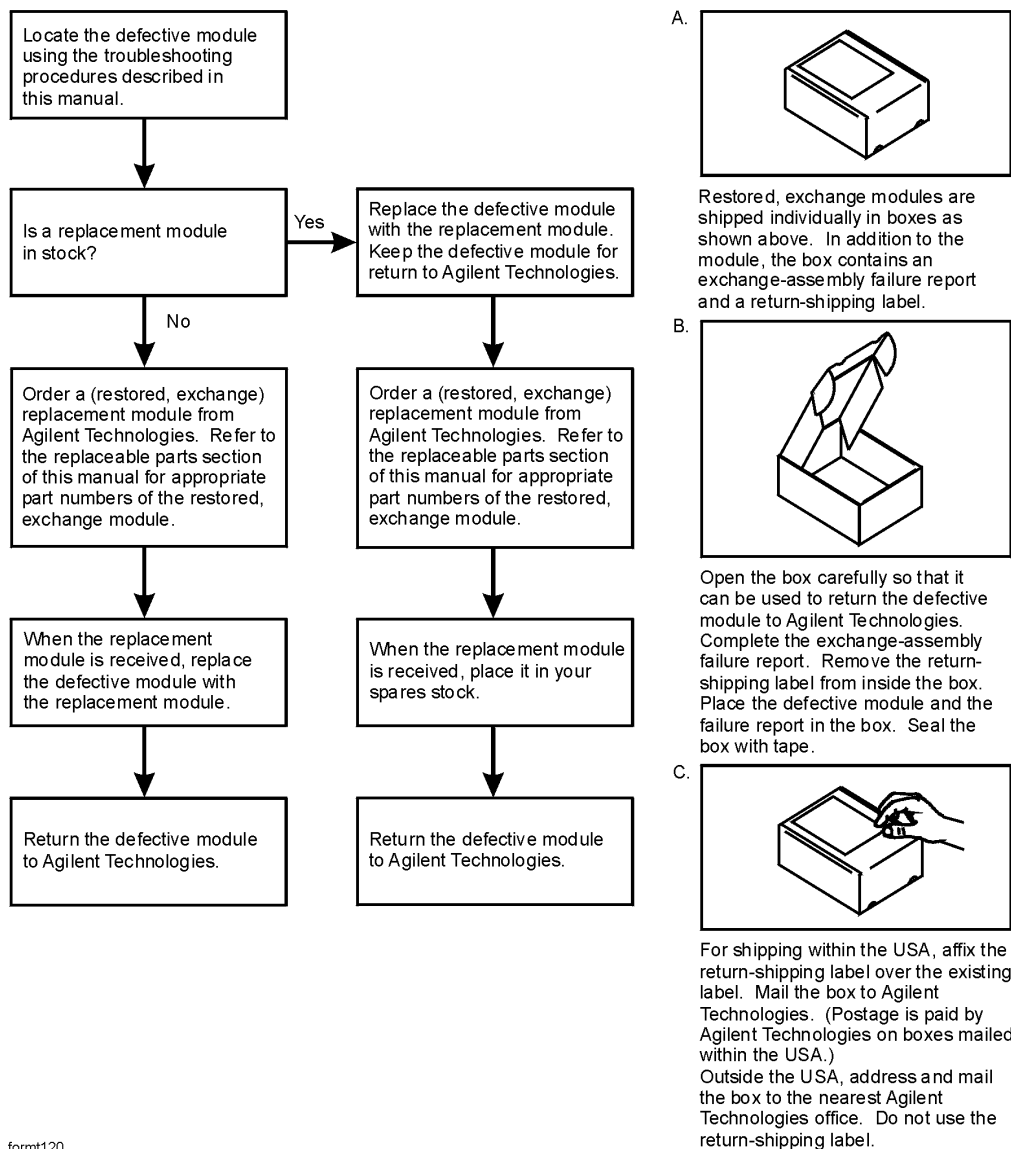 Locate the defective module
using the troubleshooting
procedures described in
this manual.
Is a replacement module
in stock?
Yes
No
Replace the defective module
with the replacement module.
Keep the defective module for
return to Agilent Technologies.
Order a (restored, exchange)
replacement module from
Agilent Technologies. Refer to
the replaceable parts section
of this manual for appropriate
part numbers of the restored,
exchange module.
Order a (restored, exchange)
replacement module from
Agilent Technologies. Refer to
the replaceable parts section
of this manual for appropriate
part numbers of the restored,
exchange module.
When the replacement
module is received, replace
the defective module with
the replacement module.
When the replacement module
is received, place it in your
spares stock.
Return the defective module
to Agilent Technologies.
Return the defective module
to Agilent Technologies.
A.
Restored, exchange modules are
shipped individually in boxes as
shown above. In addition to the
module, the box contains an
exchange-assembly failure report
and a return-shipping label.
B.
Open the box carefully so that it
can be used to return the defective
module to Agilent Technologies.
Complete the exchange-assembly
failure report. Remove the return-
shipping label from inside the box.
Place the defective module and the
failure report in the box. Seal the
box with tape.
C.
For shipping within the USA, affix the
return-shipping label over the existing
label. Mail the box to Agilent
Technologies. (Postage is paid by
Agilent Technologies on boxes mailed
within the USA.)
Outside the USA, address and mail
the box to the nearest Agilent
Technologies office. Do not use the
return-shipping label.
formt120